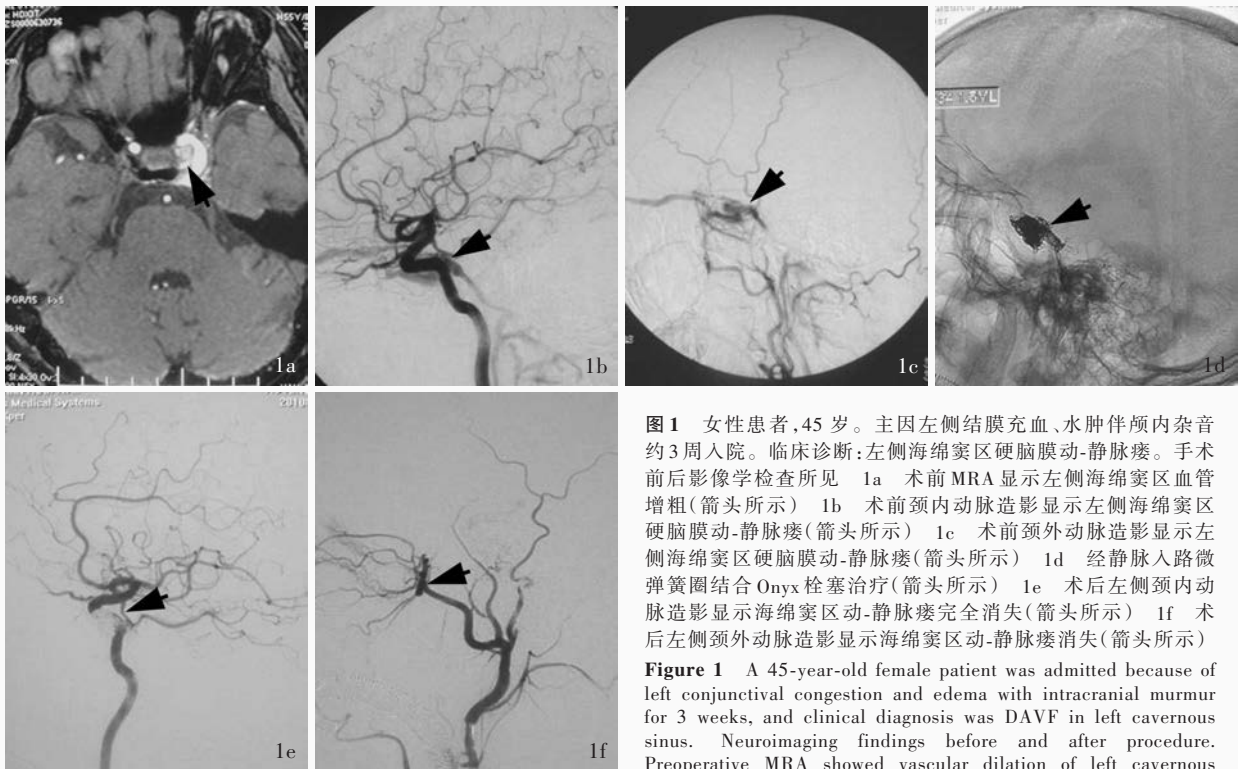 1a
1b
1c
1d
s Medical Systems
1e
1f
图1 女性患者,45 岁。主因左侧结膜充血、水肿伴颅内杂音
约3周入院。临床诊断:左侧海绵窦区硬脑膜动-静脉瘘。手术
前后影像学检查所见 1a 术前MRA显示左侧海绵窦区血管
增粗(箭头所示) 1b 术前颈内动脉造影显示左侧海绵窦区
硬脑膜动-静脉瘘(箭头所示) 1c 术前颈外动脉造影显示左
侧海绵窦区硬脑膜动-静脉瘘(箭头所示) 1d 经静脉入路微
弹簧圈结合Onyx栓塞治疗(箭头所示) 1e 术后左侧颈内动
脉造影显示海绵窦区动-静脉瘘完全消失(箭头所示) 1f 术
后左侧颈外动脉造影显示海绵窦区动-静脉瘘消失(箭头所示)
Figure 1 A 45-year-old female patient was admitted because of
left conjunctival congestion and edema with intracranial murmur
for 3 weeks, and clinical diagnosis was DAVF in left cavernous
sinus. Neuroimaging findings before and after procedure.
Preoperative MRA showed vascular dilation of left cavernous